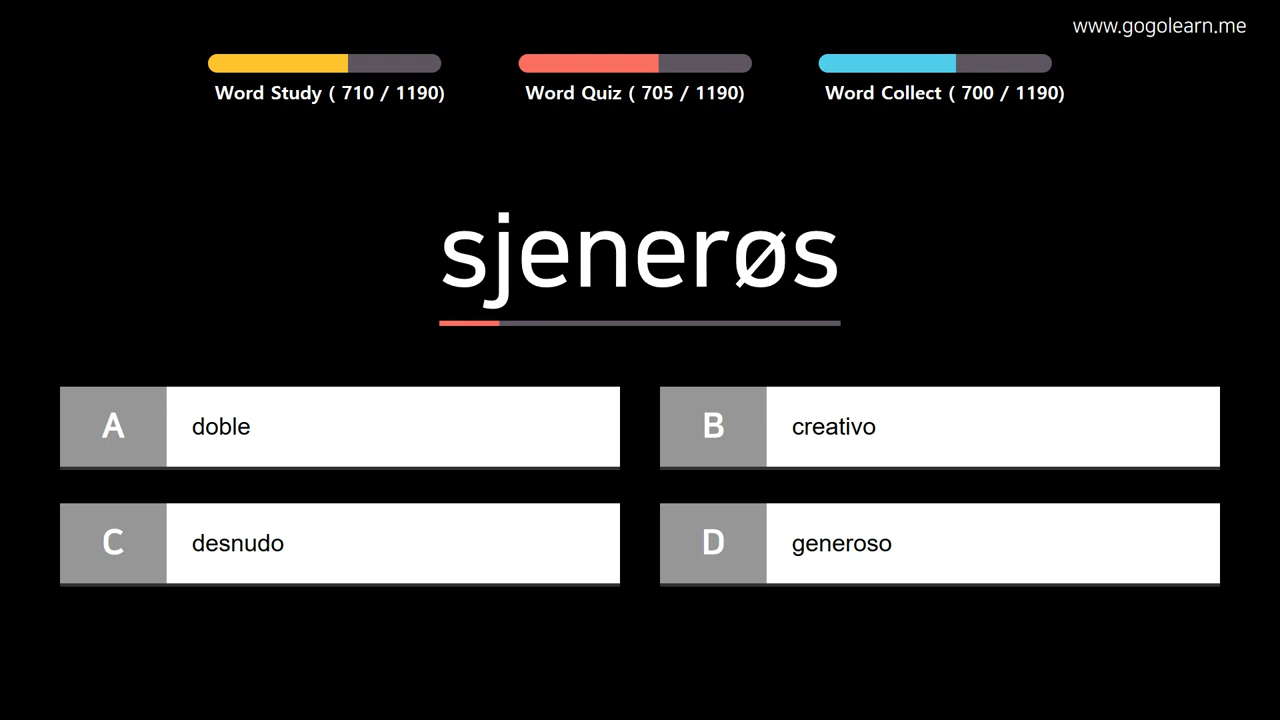 www.gogolearn.me
Word Study ( 710 / 1190)
Word Quiz ( 705 / 1190)
Word Collect ( 700 / 1190)
sjenerøs
A doble
B creativo
C desnudo
D generoso